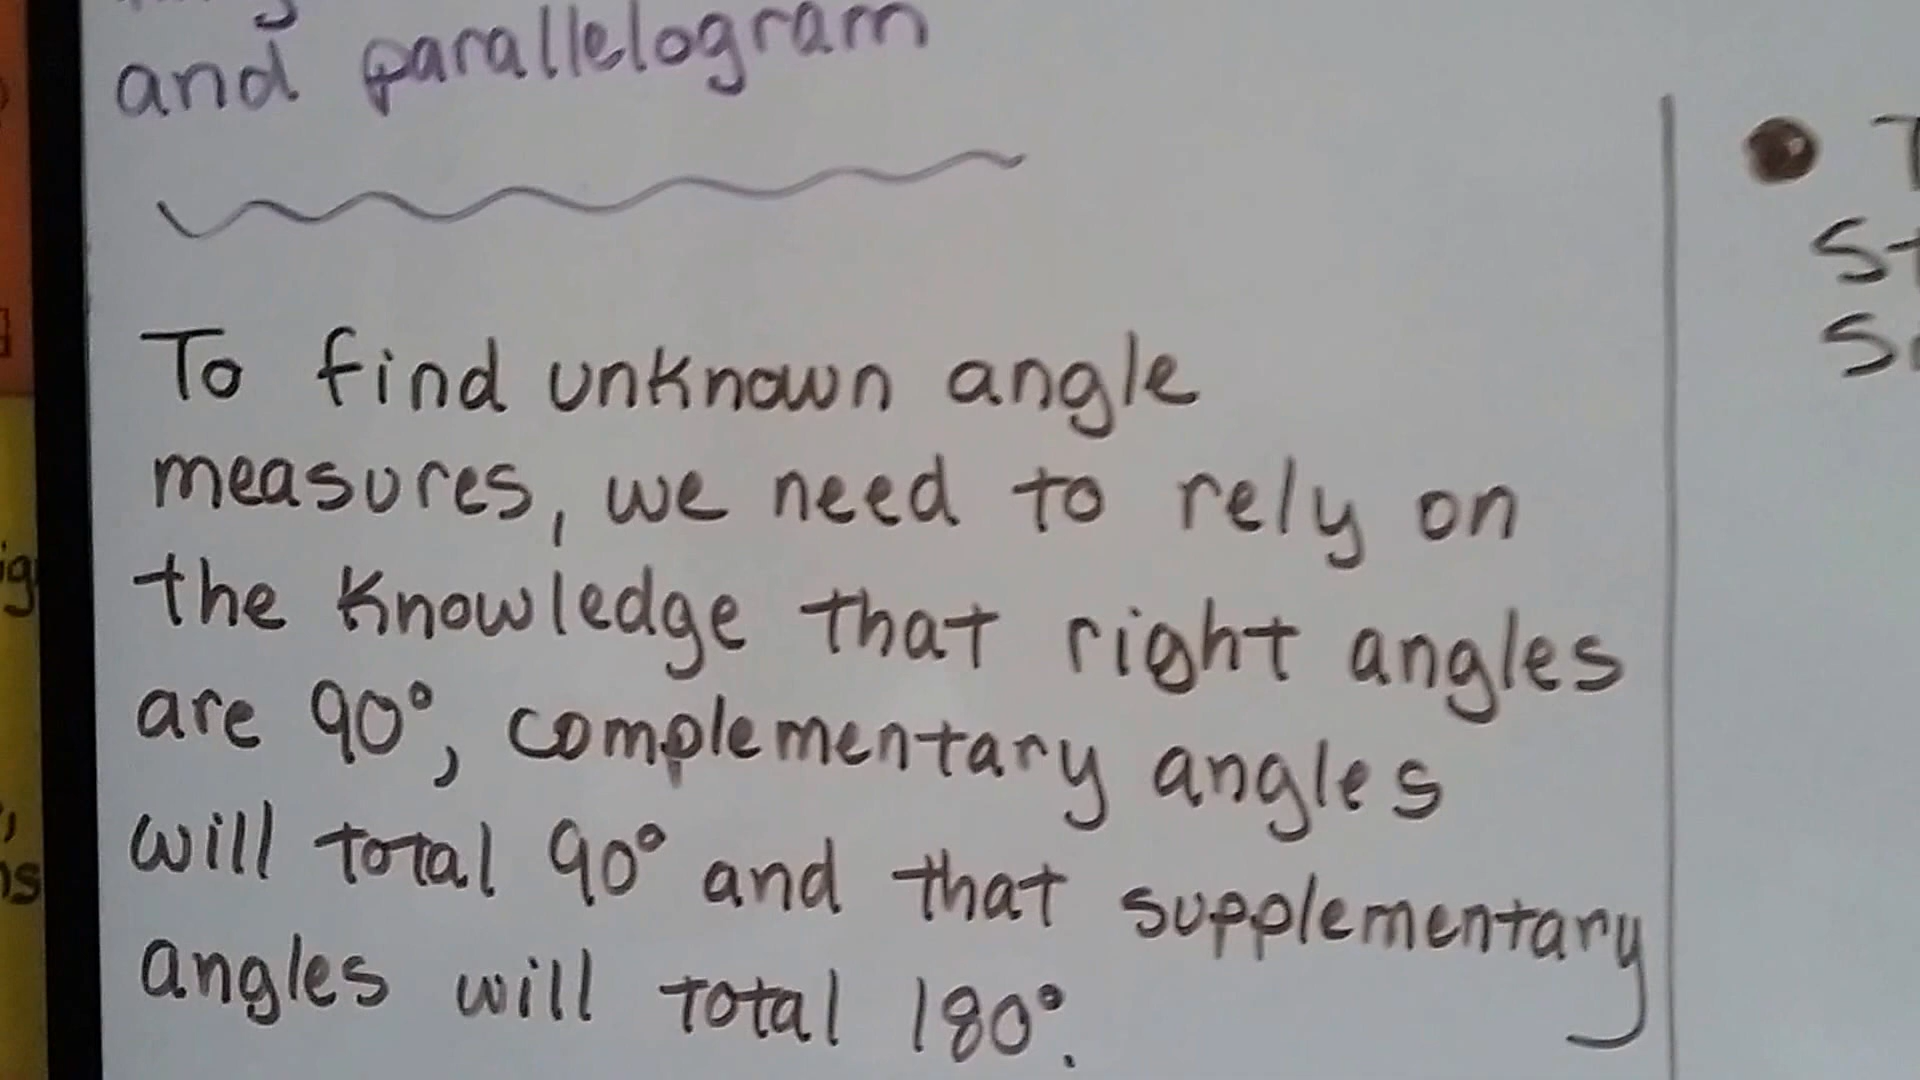 and parallelogram
To find unknown angle
measures, we need to rely on
the knowledge that right angles
are 90°, complementary angles
will total 90° and that supplementary
angles will total 180°.